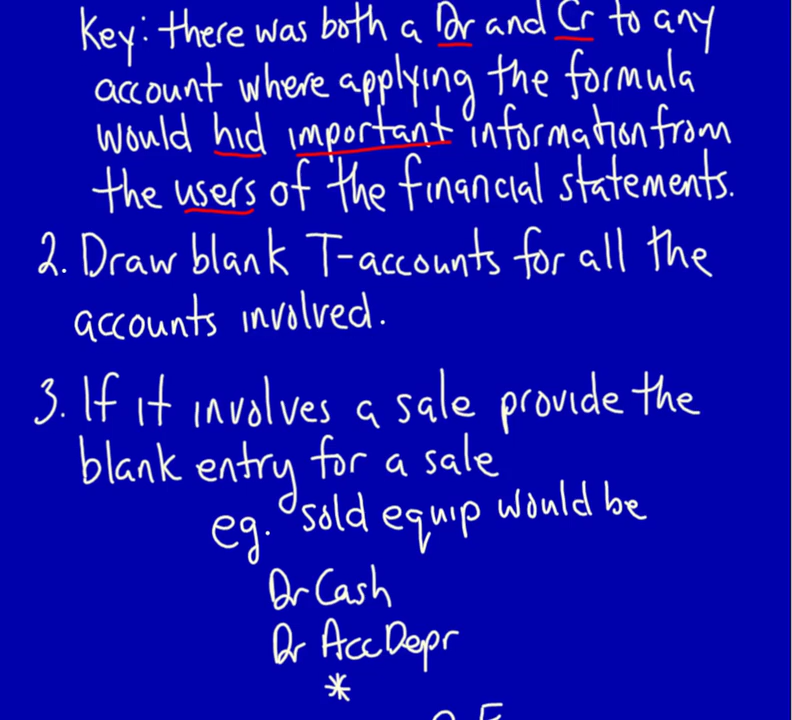 Key: there was both a Dr and Cr to any
account where applying the formula
would hid important information from
the users of the financial statements.
2. Draw blank T-accounts for all the
accounts involved.
3. If it involves a sale provide the
blank entry for a sale
eg. sold equip would be
Dr Cash
Dr Acc Depr
*